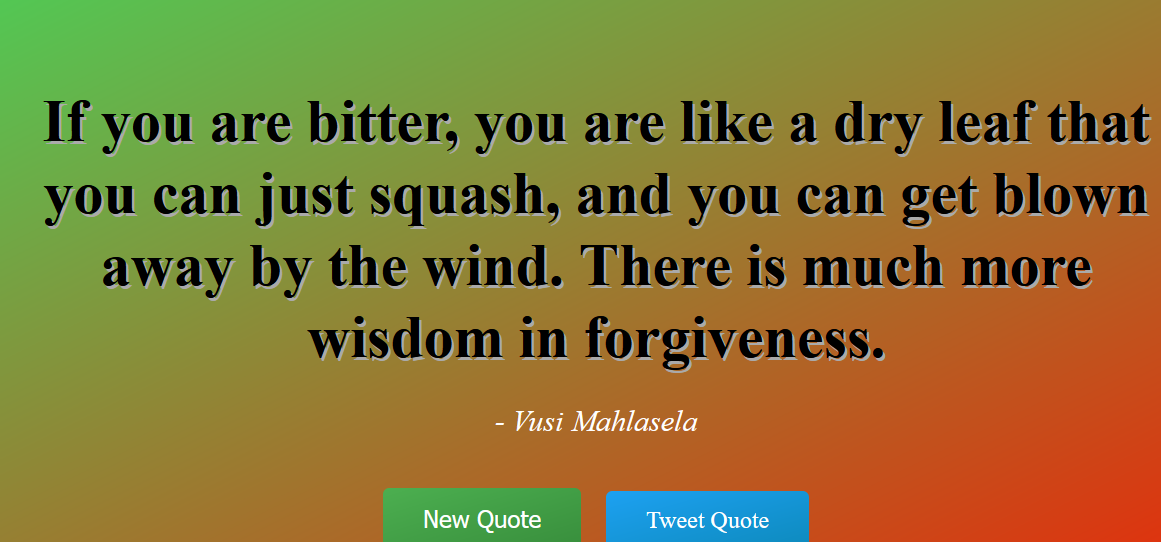 If you are bitter, you are like a dry leaf that
you can just squash, and you can get blown
away by the wind. There is much more
wisdom in forgiveness.
- Vusi Mahlasela
New Quote
Tweet Quote